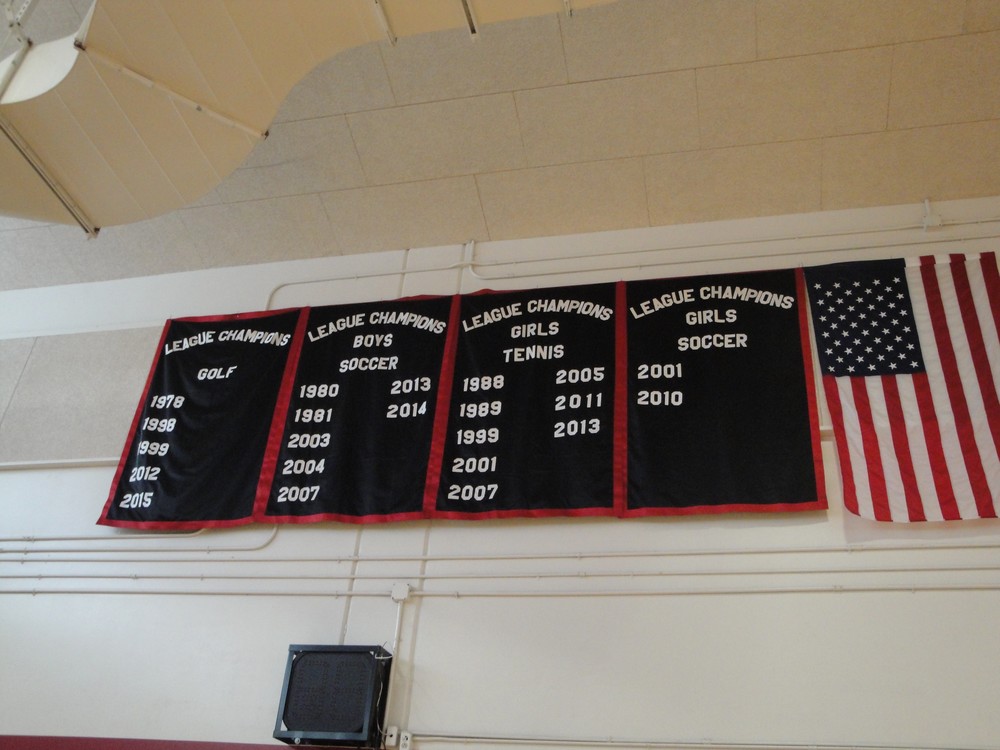 LEAGUE CHAMPIONS
GOLF
1978
1998
1999
2012
2015
LEAGUE CHAMPIONS
BOYS
SOCCER
1980
1981
2003
2004
2007
2013
2014
LEAGUE CHAMPIONS
GIRLS
TENNIS
1988
1989
1999
2001
2007
2005
2011
2013
LEAGUE CHAMPIONS
GIRLS
SOCCER
2001
2010